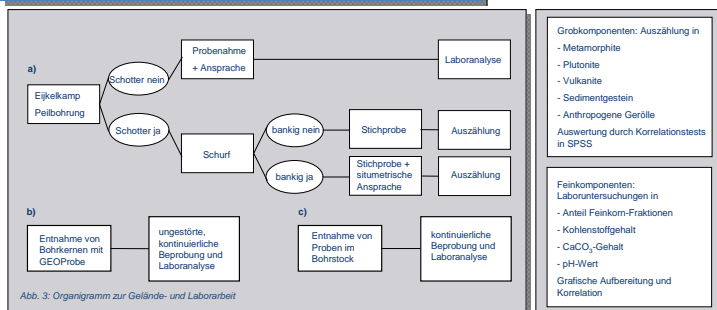 a)
Eijkelkamp
Peilbohrung
Schotter nein
Schotter ja
Probenahme
+ Ansprache
Laboranalyse
Schurf
bankig nein
bankig ja
Stichprobe
Auszählung
Stichprobe +
situmetrische
Ansprache
Auszählung
b)
Entnahme von
Bohrkernen mit
GEOProbe
ungestörte,
kontinuierliche
Beprobung und
Laboranalyse
c)
Entnahme von
Proben im
Bohrstock
kontinuierliche
Beprobung und
Laboranalyse
Abb. 3: Organigramm zur Gelände- und Laborarbeit
Grobkomponenten: Auszählung in
- Metamorphite
- Plutonite
- Vulkanite
- Sedimentgestein
- Anthropogene Gerölle
Auswertung durch Korrelationstests
in SPSS
Feinkomponenten:
Laboruntersuchungen in
- Anteil Feinkorn-Fraktionen
- Kohlenstoffgehalt
- CaCO₃-Gehalt
- pH-Wert
Grafische Aufbereitung und
Korrelation